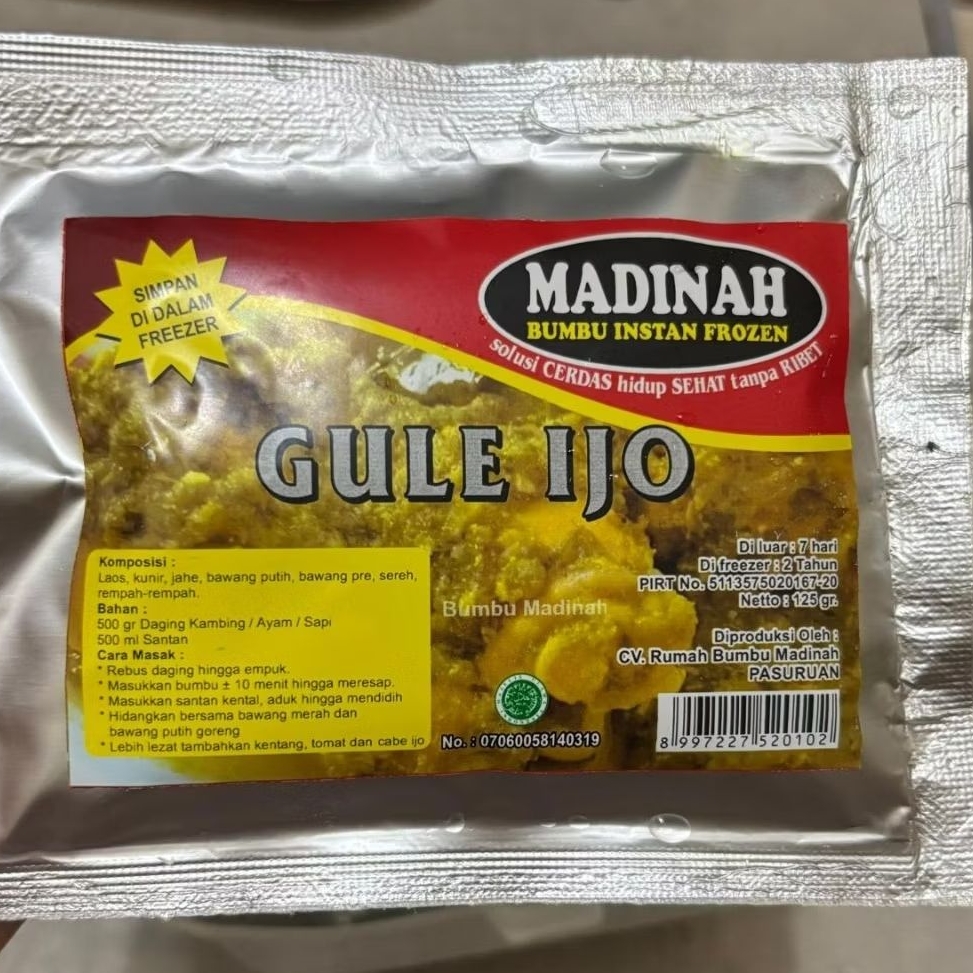 SIMPAN
DI DALAM
FREEZER
MADINAH
BUMBU INSTAN FROZEN
solusi CERDAS hidup SEHAT tanpa RIBET
GULE IJO
Komposisi :
Laos, kunir, jahe, bawang putih, bawang pre, sereh,
rempah-rempah.
Bahan :
500 gr Daging Kambing / Ayam / Sapi
500 ml Santan
Cara Masak :
* Rebus daging hingga empuk.
* Masukkan bumbu ± 10 menit hingga meresap.
* Masukkan santan kental, aduk hingga mendidih
* Hidangkan bersama bawang merah dan
bawang putih goreng
* Lebih lezat tambahkan kentang, tomat dan cabe ijo
Bumbu Madinah
No. : 07060058140319
Di luar : 7 hari
Di freezer : 2 Tahun
PIRT No. 5113575020167-20
Netto : 125 gr.
Diproduksi Oleh :
CV. Rumah Bumbu Madinah
PASURUAN
8 997227 520102